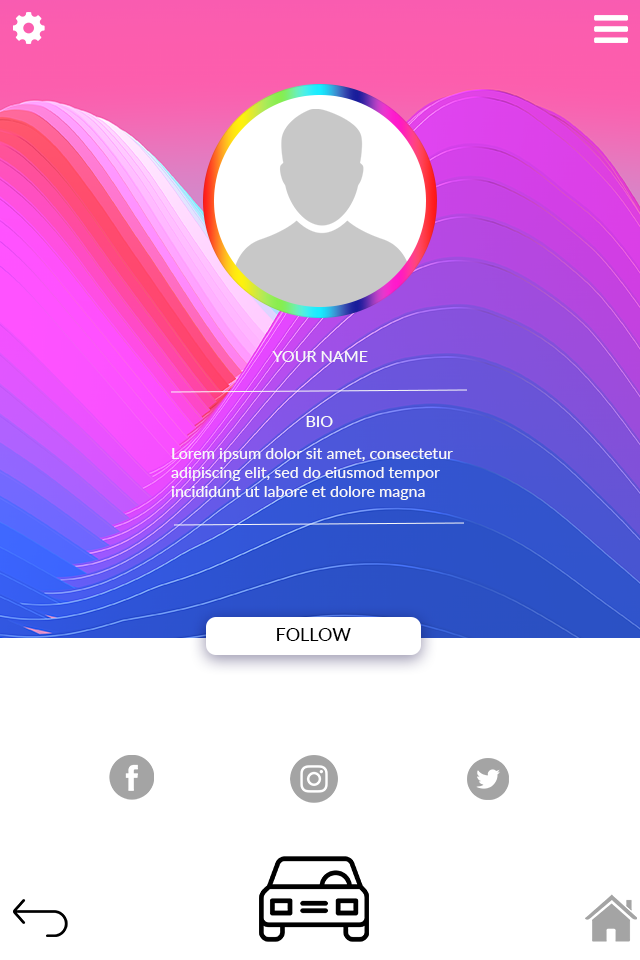 YOUR NAME
BIO
Lorem ipsum dolor sit amet, consectetur
adipiscing elit, sed do eiusmod tempor
incididunt ut labore et dolore magna
FOLLOW